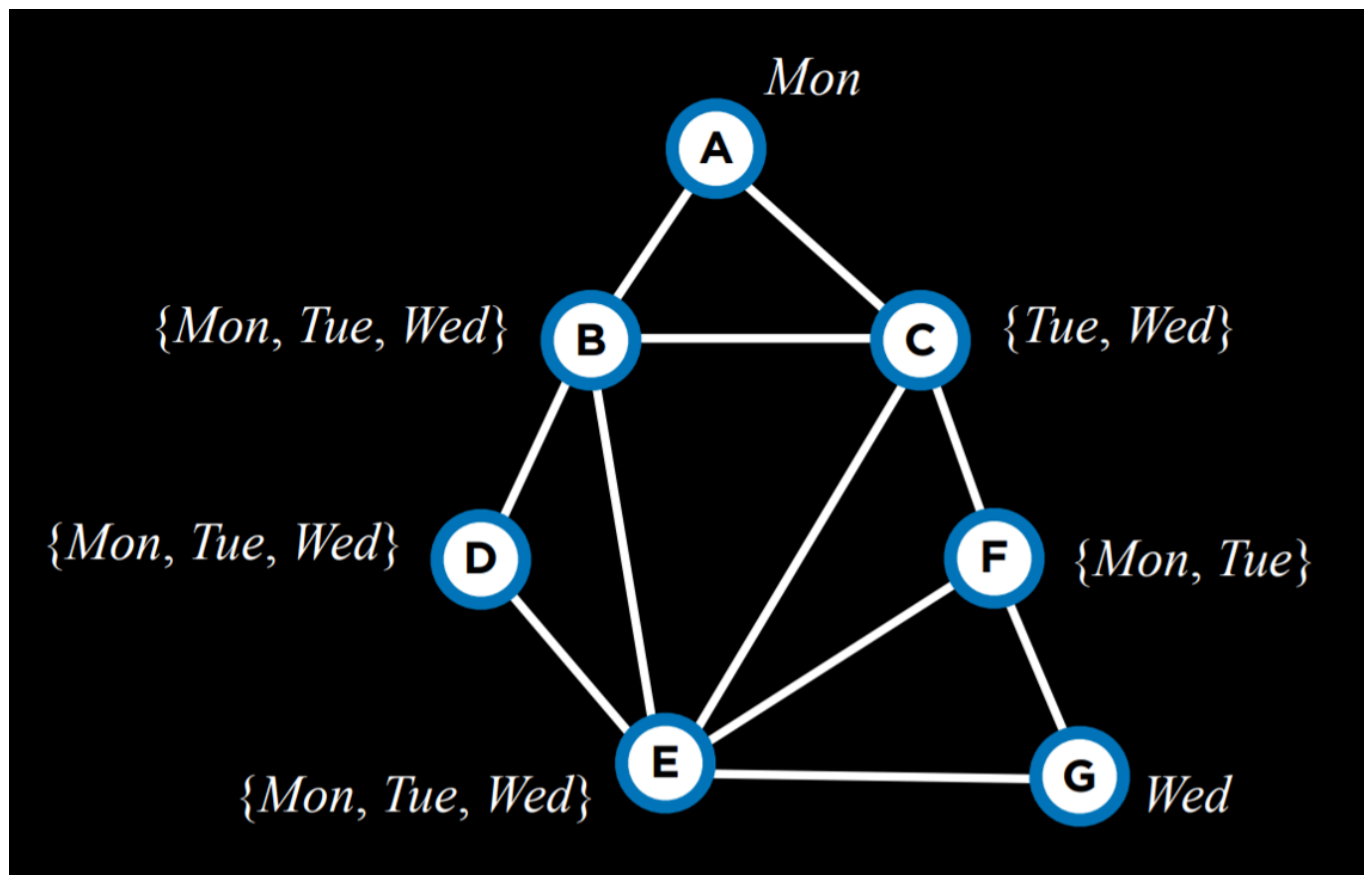 Mon
A
{Mon, Tue, Wed}
B
C
{Tue, Wed}
{Mon, Tue, Wed}
D
F
{Mon, Tue}
E
G
{Mon, Tue, Wed}
Wed